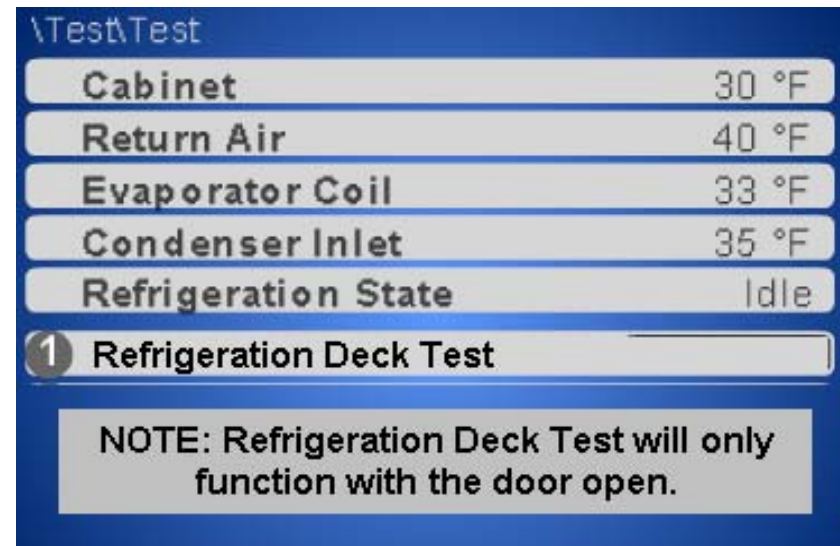 \Test\Test
Cabinet 30 °F
Return Air 40 °F
Evaporator Coil 33 °F
Condenser Inlet 35 °F
Refrigeration State Idle
1 Refrigeration Deck Test
NOTE: Refrigeration Deck Test will only
function with the door open.